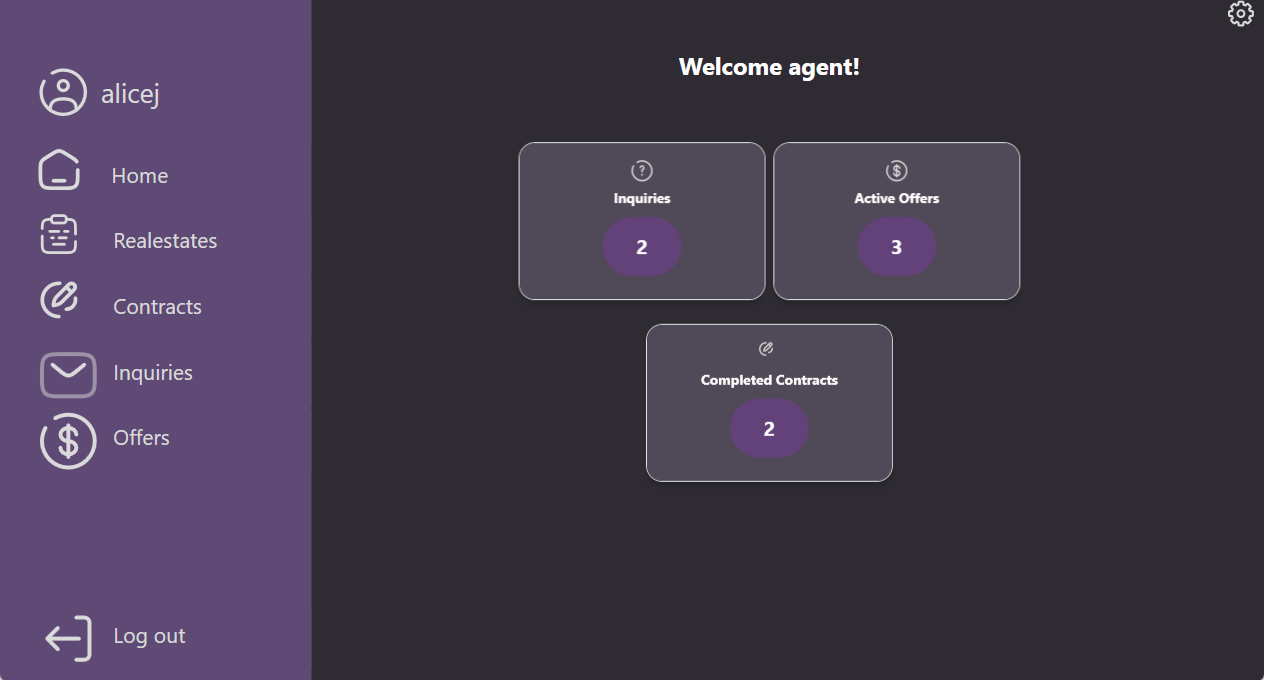 alicej
Home
Realestates
Contracts
Inquiries
Offers
Log out
Welcome agent!
?
Inquiries
2
$
Active Offers
3
Completed Contracts
2